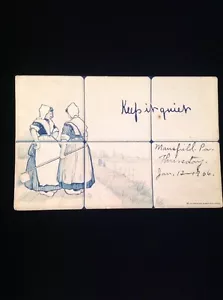 Keep it quiet
Mansfield Pa
Thursday,
Jan. 12-1906.